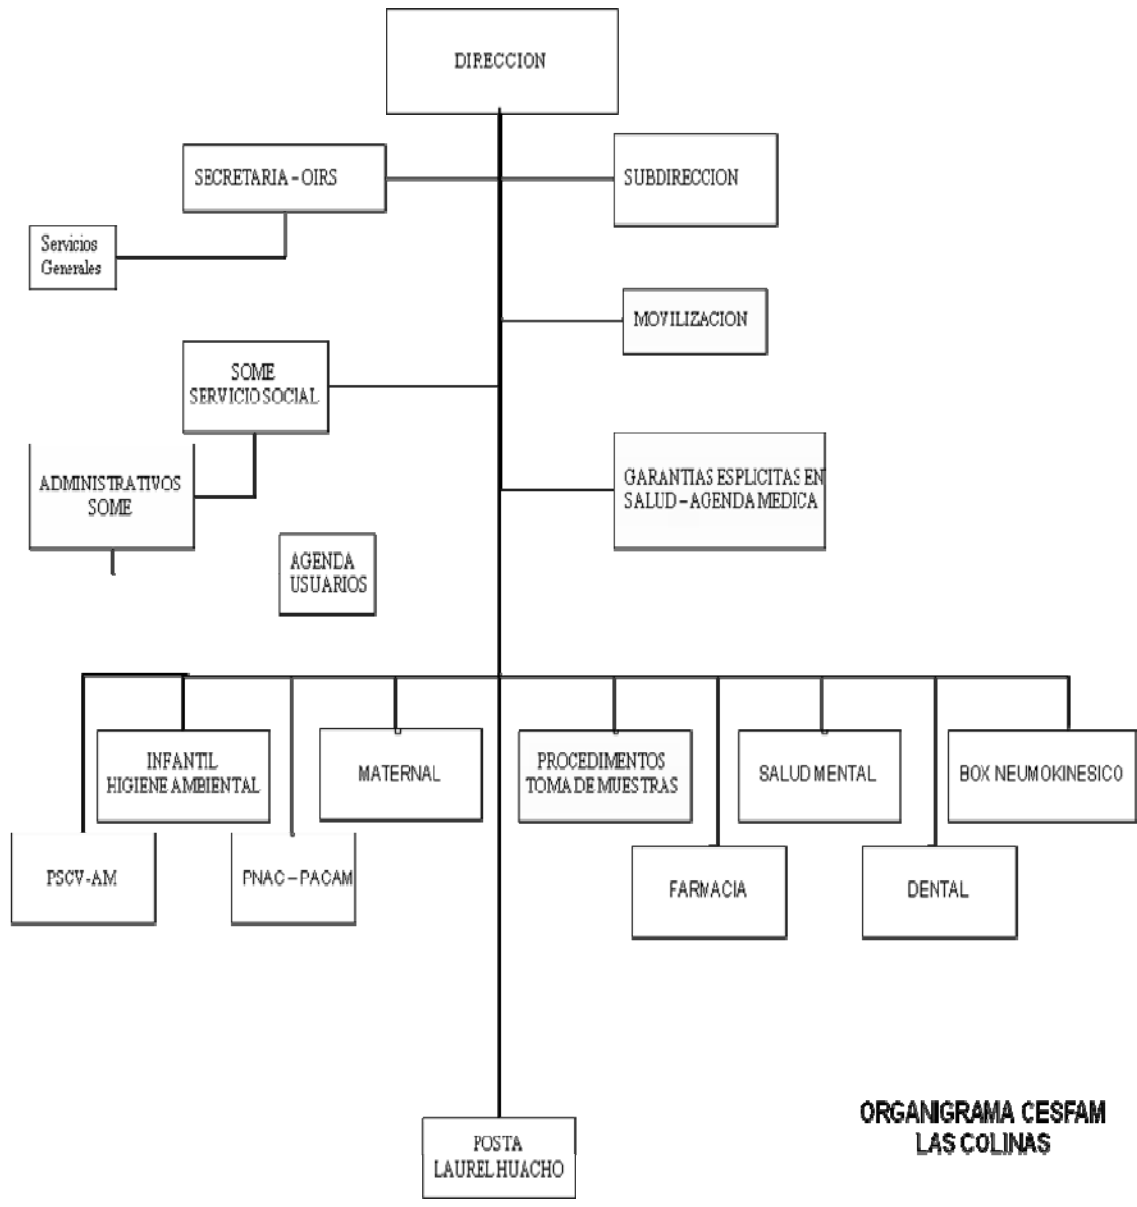 DIRECCION
SECRETARIA – OIRS
SUBDIRECCION
Servicios
Generales
MOVILIZACION
SOME
SERVICIO SOCIAL
ADMINISTRATIVOS
SOME
GARANTIAS ESPLICITAS EN
SALUD – AGENDA MEDICA
AGENDA
USUARIOS
INFANTIL
HIGIENE AMBIENTAL
MATERNAL
PROCEDIMENTOS
TOMA DE MUESTRAS
SALUD MENTAL
BOX NEUMOKINESICO
PSCV-AM
PNAC – PACAM
FARMACIA
DENTAL
ORGANIGRAMA CESFAM
LAS COLINAS
POSTA
LAUREL HUACHO